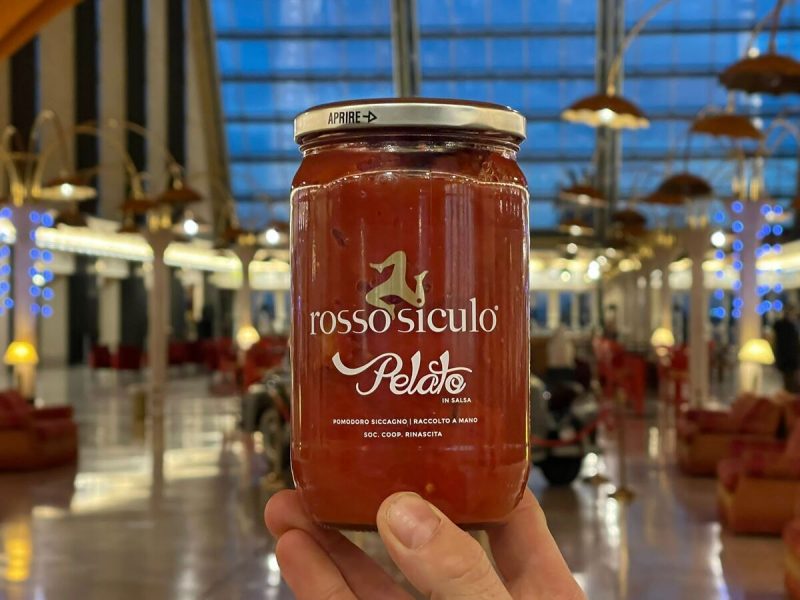 APRIRE
rosso siculo®
Pelato
IN SALSA
POMODORO SICCAGNO | RACCOLTO A MANO
SOC. COOP. RINASCITA